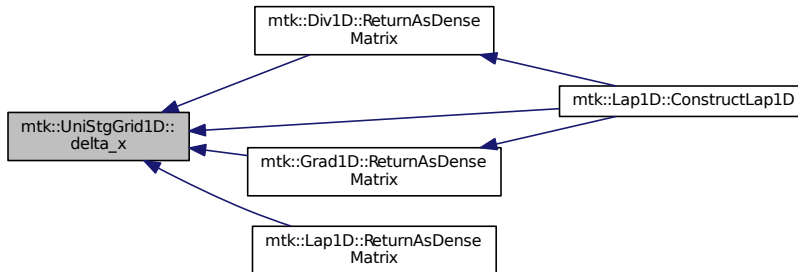 mtk::Div1D::ReturnAsDense
Matrix
mtk::Lap1D::ConstructLap1D
mtk::UniStgGrid1D::
delta_x
mtk::Grad1D::ReturnAsDense
Matrix
mtk::Lap1D::ReturnAsDense
Matrix